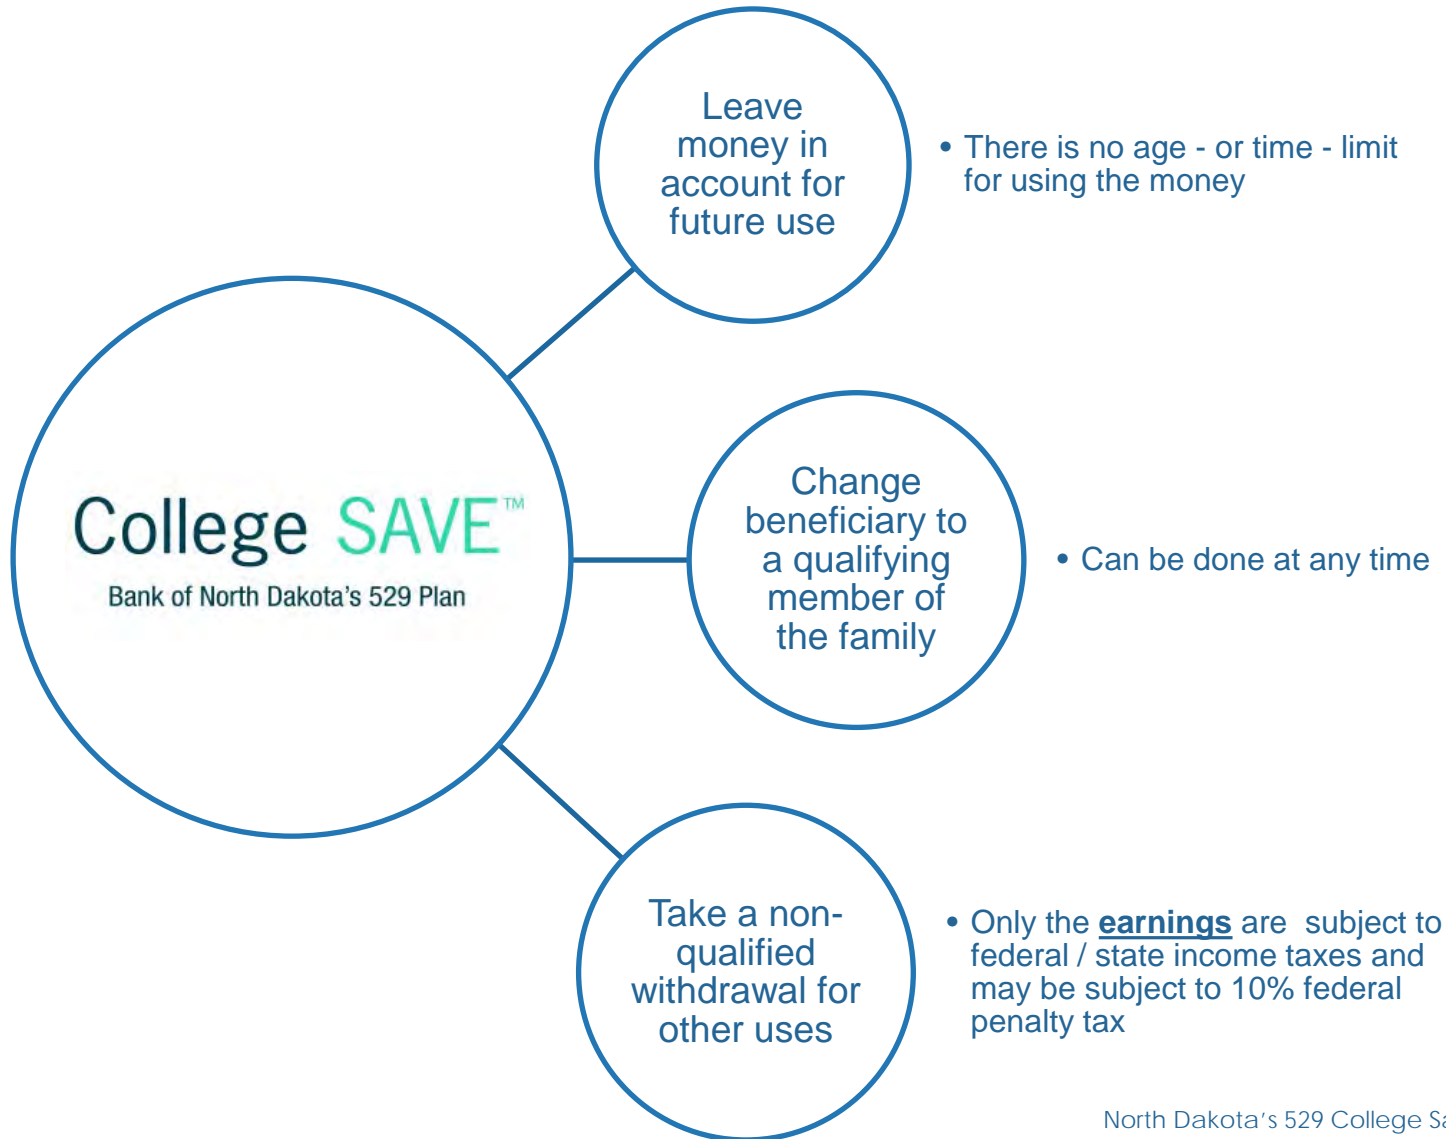 Leave
money in
account for
future use
• There is no age - or time - limit
for using the money
College SAVE™
Bank of North Dakota's 529 Plan
Change
beneficiary to
a qualifying
member of
the family
• Can be done at any time
Take a non-
qualified
withdrawal for
other uses
• Only the earnings are subject to
federal / state income taxes and
may be subject to 10% federal
penalty tax
North Dakota's 529 College Sa